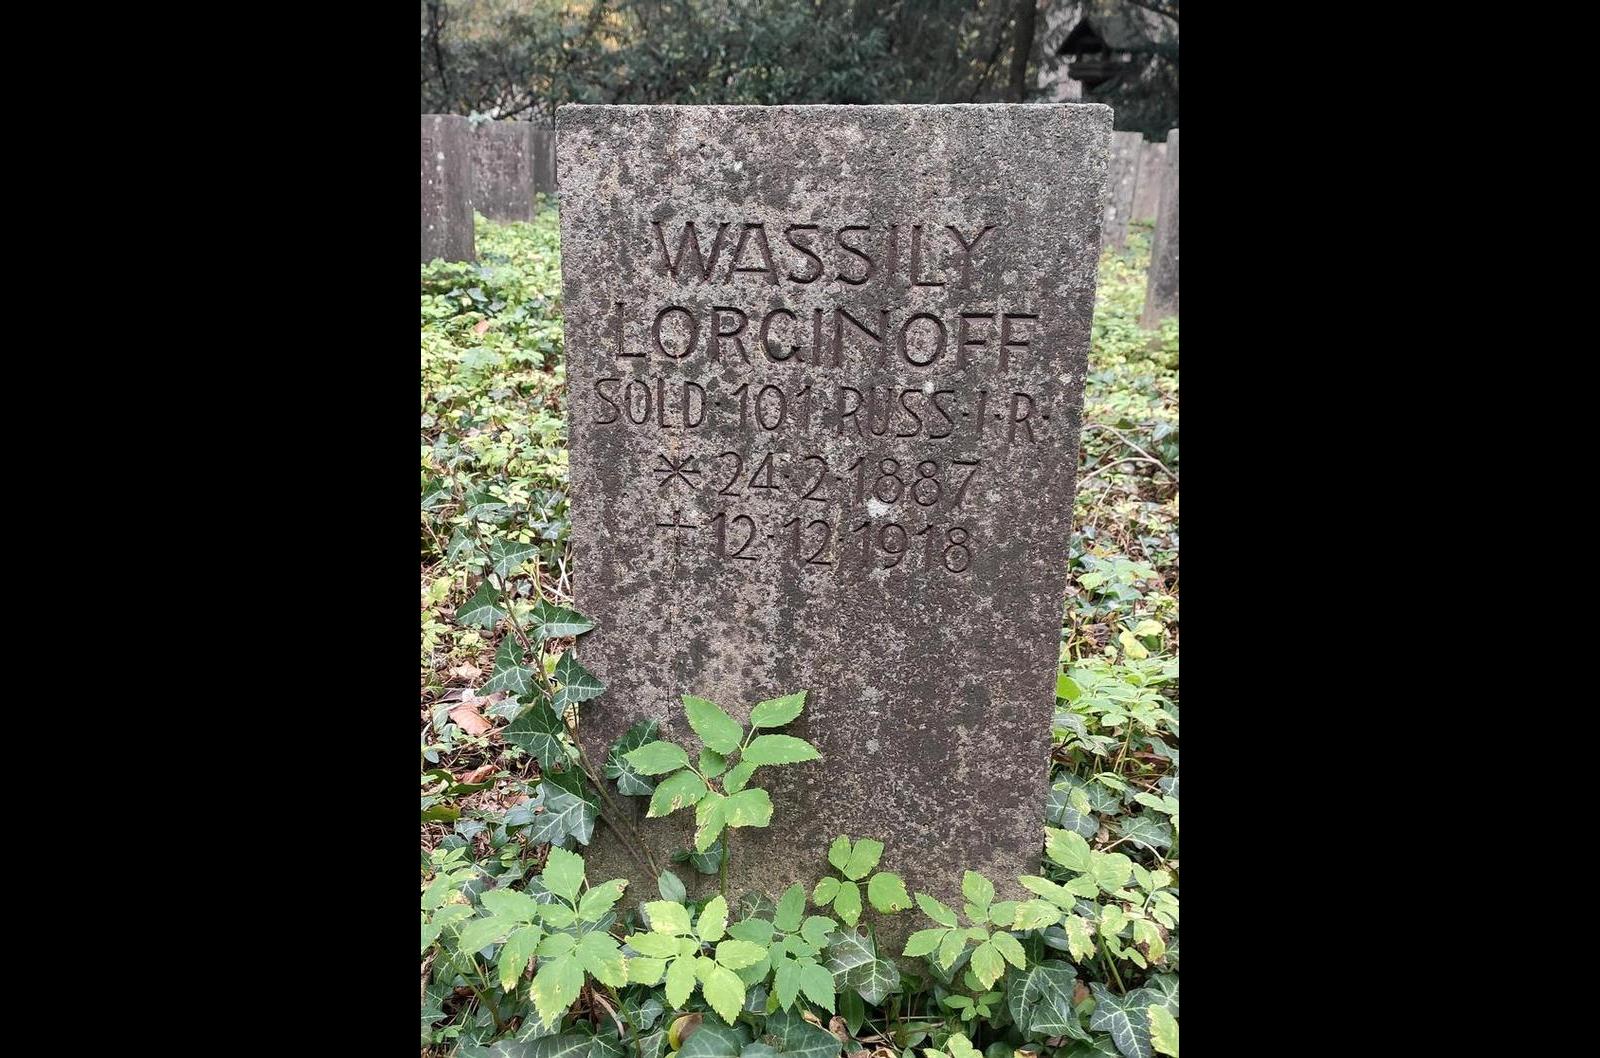 WASSILY
LORGINOFF
SOLD·101·RUSS·I·R·
* 24·2·1887
† 12·12·1918